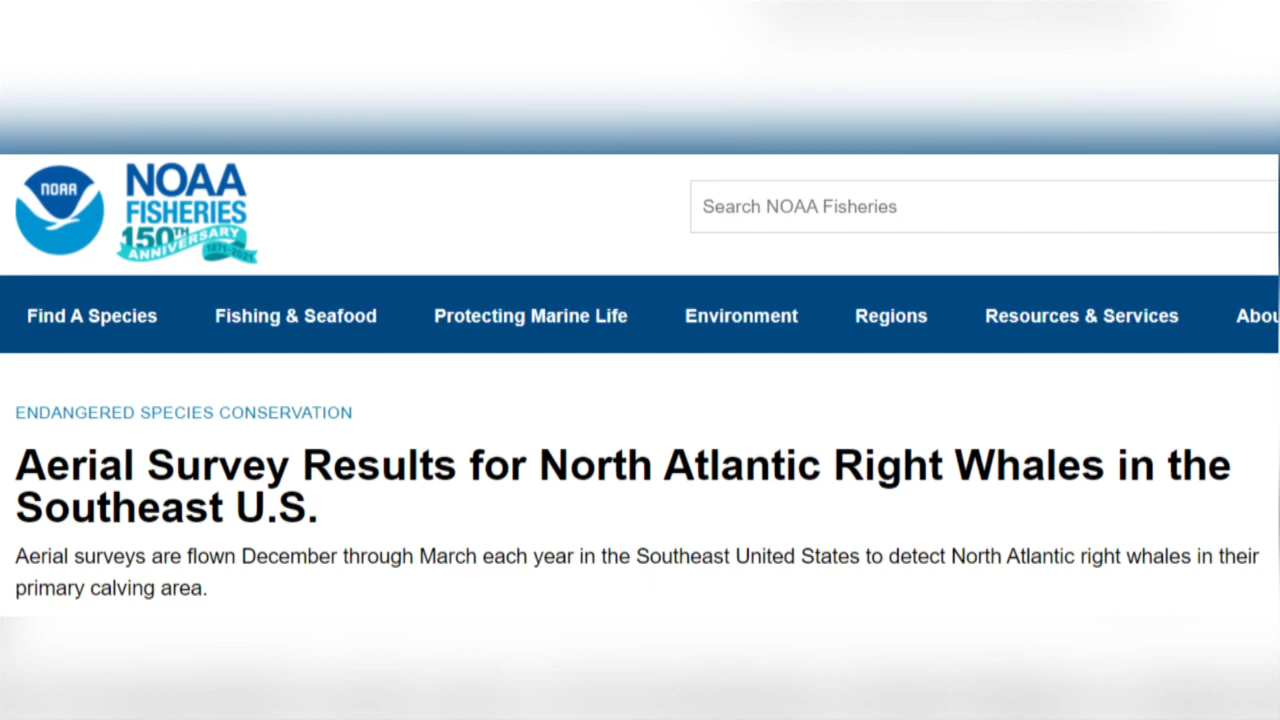 NOAA
NOAA
FISHERIES
150TH
ANNIVERSARY
1871-2021
Search NOAA Fisheries
Find A Species Fishing & Seafood Protecting Marine Life Environment Regions Resources & Services Abou
ENDANGERED SPECIES CONSERVATION
Aerial Survey Results for North Atlantic Right Whales in the
Southeast U.S.
Aerial surveys are flown December through March each year in the Southeast United States to detect North Atlantic right whales in their
primary calving area.